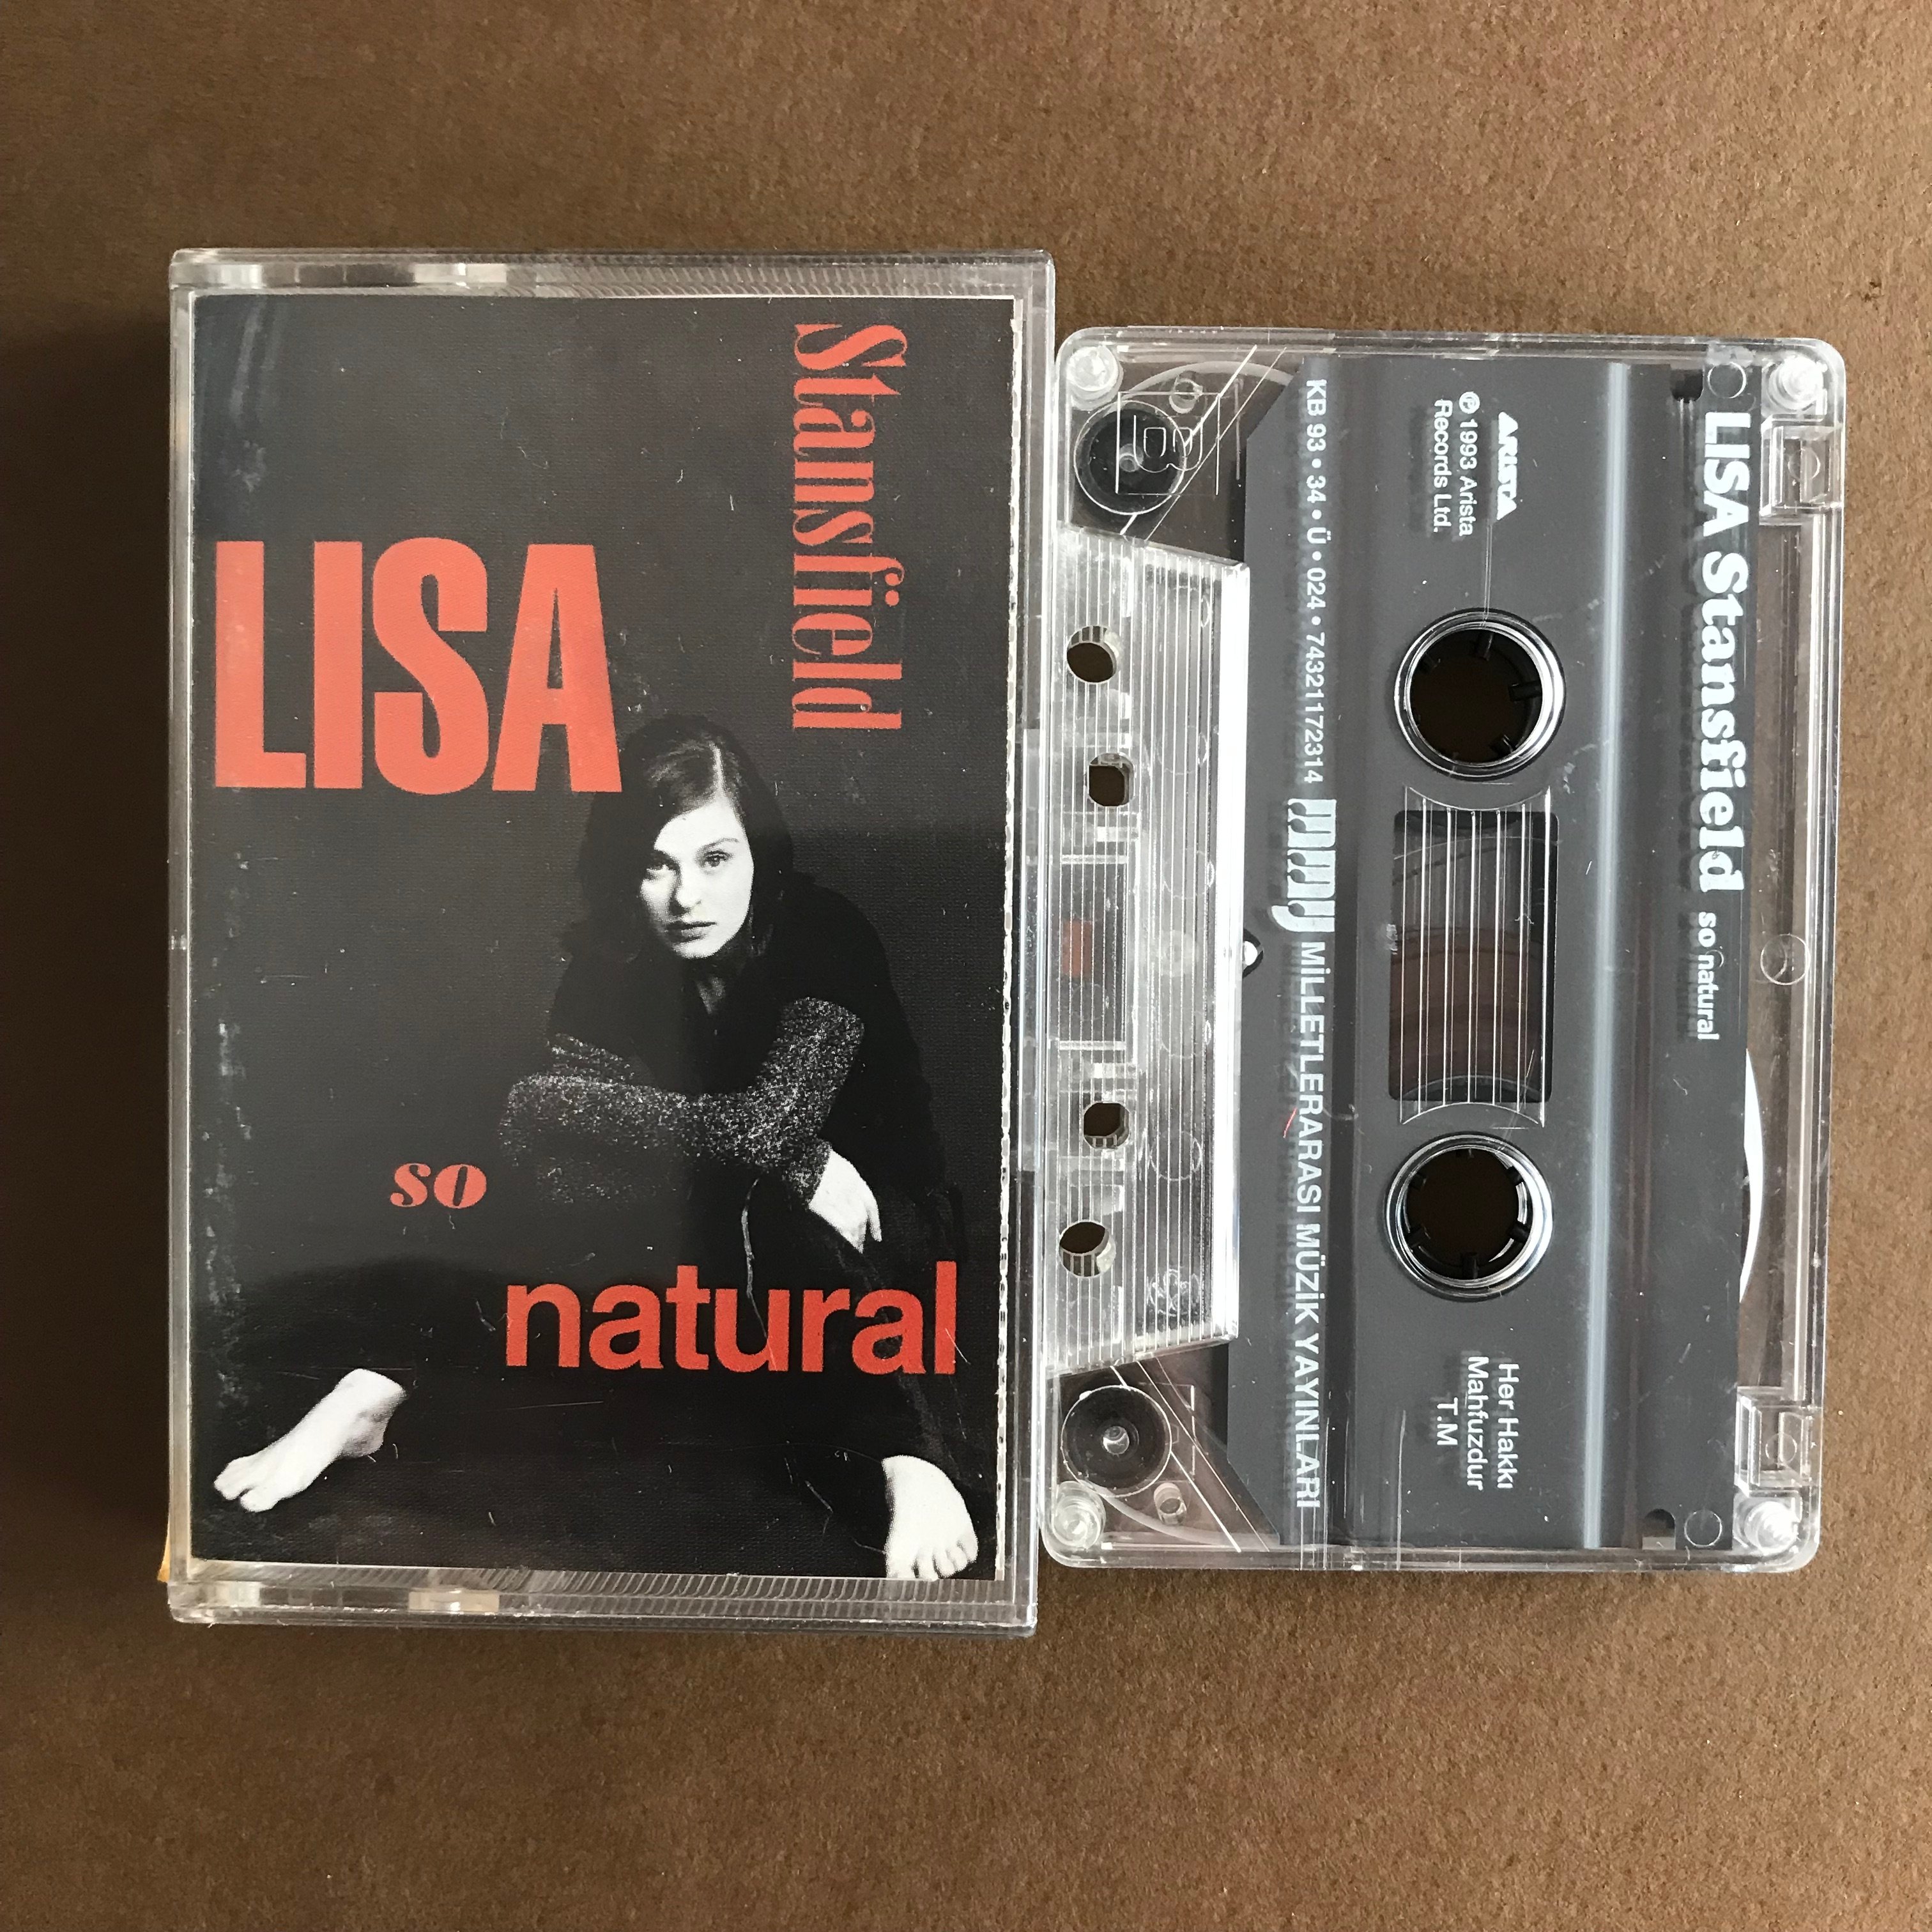 Stansfield
LISA
so
natural
LISA Stansfield so natural
ARISTA
℗ 1993 Arista
Records Ltd.
Her Hakkı
Mahfuzdur
T.M
KB 93 • 34 • Ü • 024 • 743211172314 MMY MİLLETLERARASI MÜZİK YAYINLARI